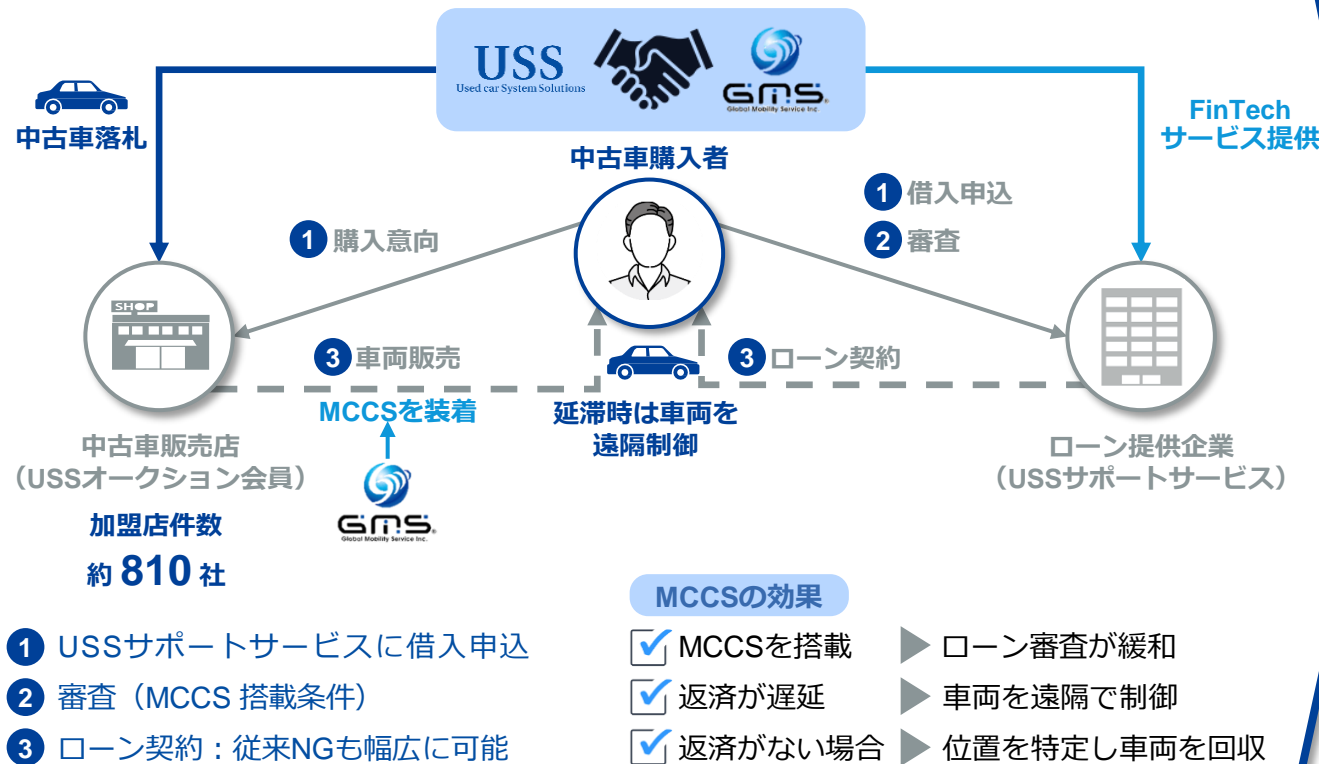 USS
Used car System Solutions
GMS.
Global Mobility Service Inc.
中古車落札
FinTech
サービス提供
中古車購入者
1 購入意向
1 借入申込
2 審査
SHOP
3 車両販売
3 ローン契約
MCCSを装着
延滞時は車両を
遠隔制御
中古車販売店
（USSオークション会員）
ローン提供企業
（USSサポートサービス）
GMS.
Global Mobility Service Inc.
加盟店件数
約 810 社
MCCSの効果
1 USSサポートサービスに借入申込
2 審査（MCCS 搭載条件）
3 ローン契約：従来NGも幅広に可能
MCCSを搭載 ▶ ローン審査が緩和
返済が遅延 ▶ 車両を遠隔で制御
返済がない場合 ▶ 位置を特定し車両を回収